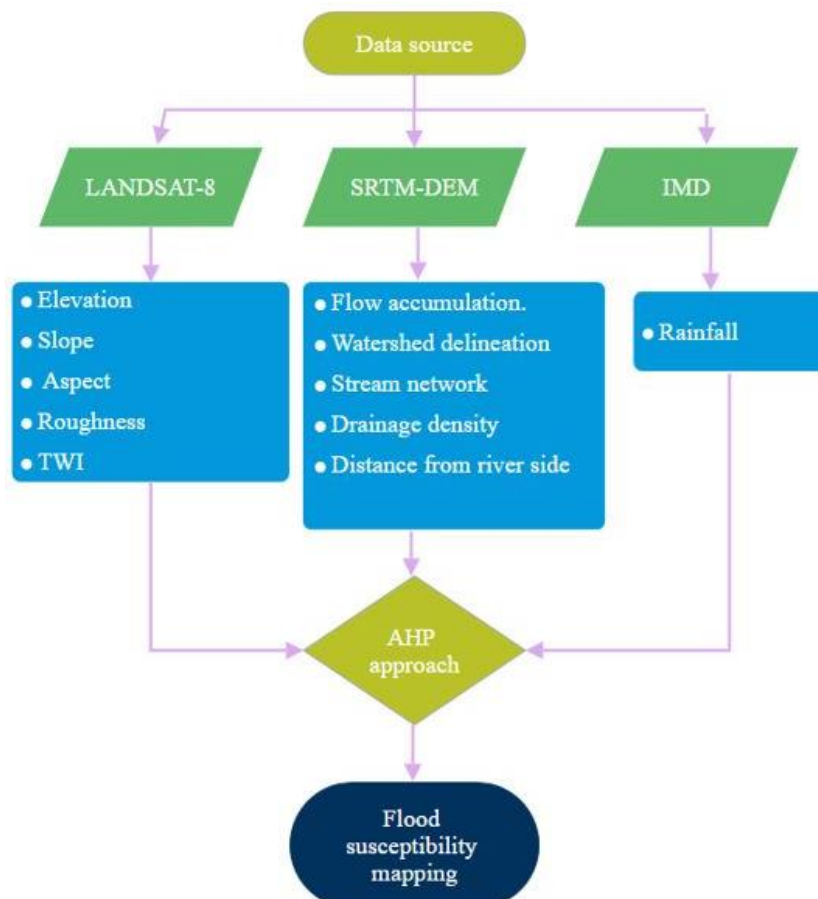 Data source
LANDSAT-8
SRTM-DEM
IMD
● Elevation
● Slope
● Aspect
● Roughness
● TWI
● Flow accumulation.
● Watershed delineation
● Stream network
● Drainage density
● Distance from river side
● Rainfall
AHP
approach
Flood
susceptibility
mapping